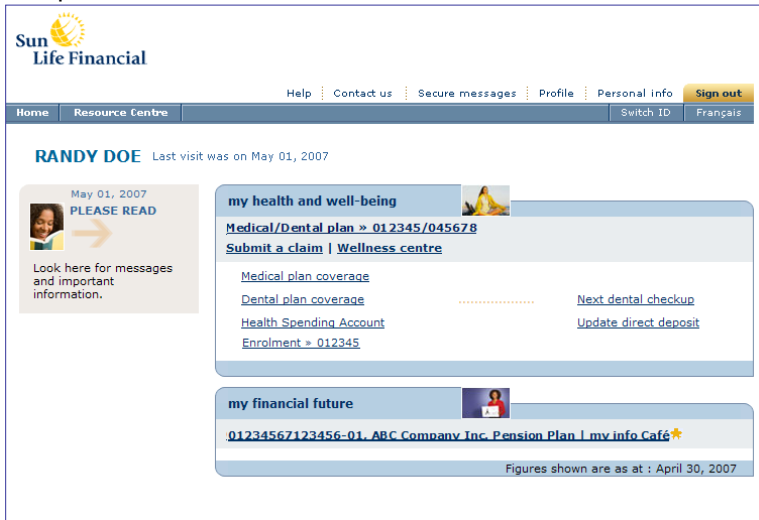 Sun
Life Financial
Help Contact us Secure messages Profile Personal info Sign out
Home Resource Centre Switch ID Français
RANDY DOE Last visit was on May 01, 2007
May 01, 2007
PLEASE READ
Look here for messages
and important
information.
my health and well-being
Medical/Dental plan » 012345/045678
Submit a claim | Wellness centre
Medical plan coverage
Dental plan coverage Next dental checkup
Health Spending Account Update direct deposit
Enrolment » 012345
my financial future
01234567123456-01, ABC Company Inc. Pension Plan | my info Café
Figures shown are as at : April 30, 2007